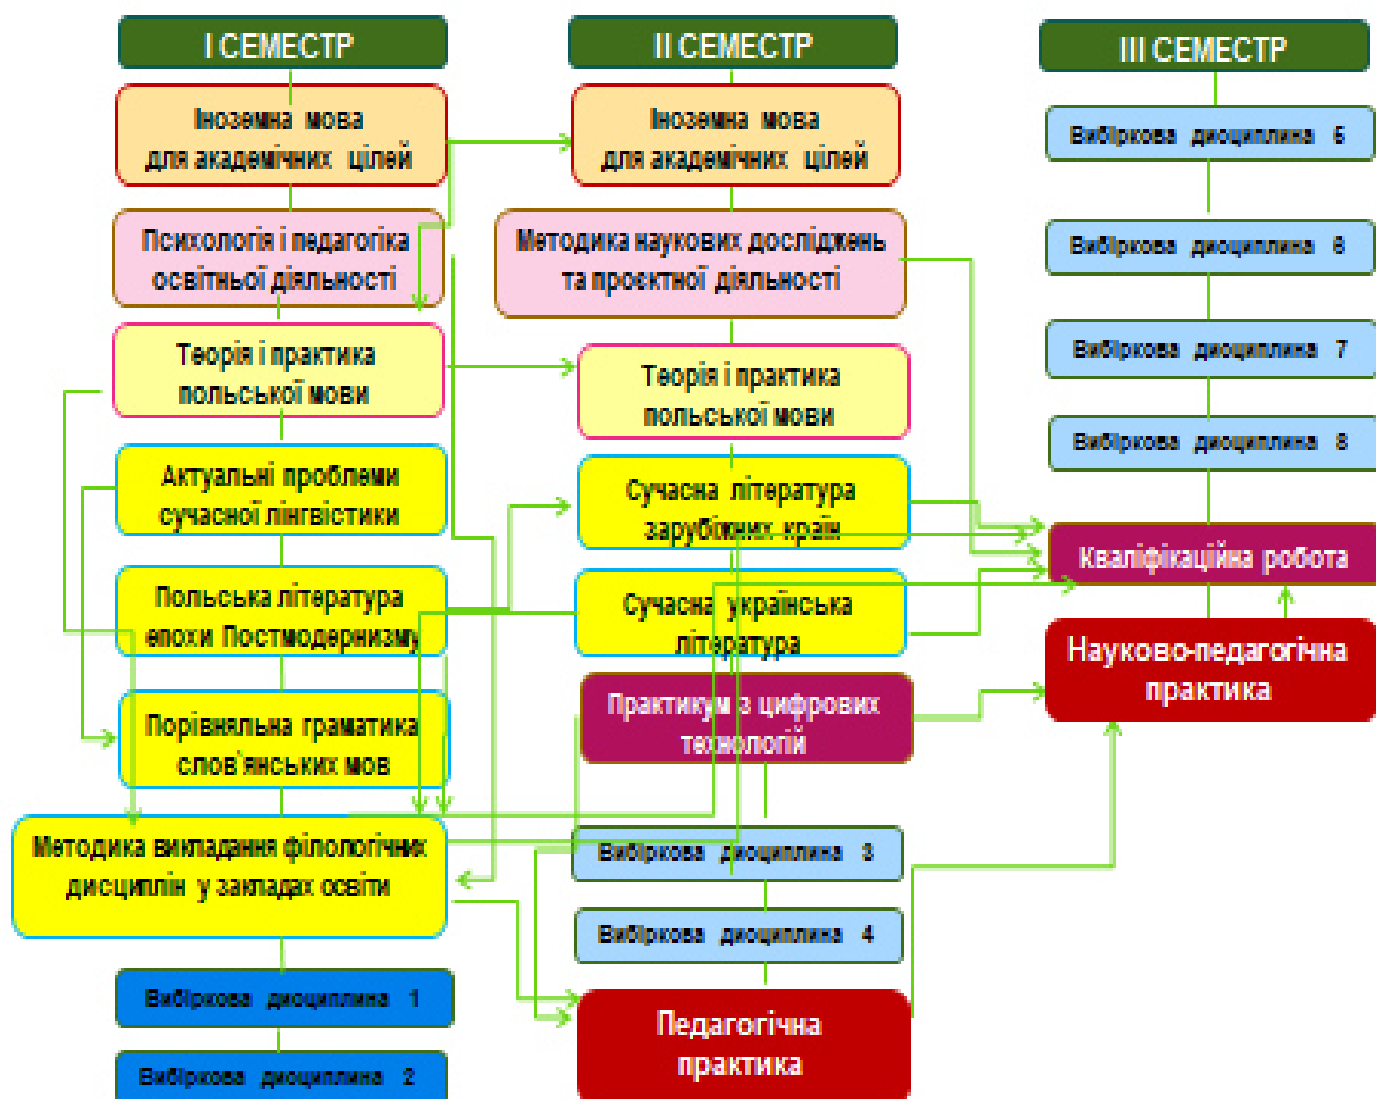 І СЕМЕСТР
Іноземна мова
для академічних цілей
Психологія і педагогіка
освітньої діяльності
Теорія і практика
польської мови
Актуальні проблеми
сучасної лінгвістики
Польська література
епохи Постмодернизму
Порівняльна граматика
слов'янських мов
Методика викладання філологічних
дисциплін у закладах освіти
Вибіркова дисципліна 1
Вибіркова дисципліна 2
ІІ СЕМЕСТР
Іноземна мова
для академічних цілей
Методика наукових досліджень
та проєктної діяльності
Теорія і практика
польської мови
Сучасна література
зарубіжних країн
Сучасна українська
література
Практикум з цифрових
технологій
Вибіркова дисципліна 3
Вибіркова дисципліна 4
Педагогічна
практика
ІІІ СЕМЕСТР
Вибіркова дисципліна 5
Вибіркова дисципліна 6
Вибіркова дисципліна 7
Вибіркова дисципліна 8
Кваліфікаційна робота
Науково-педагогічна
практика